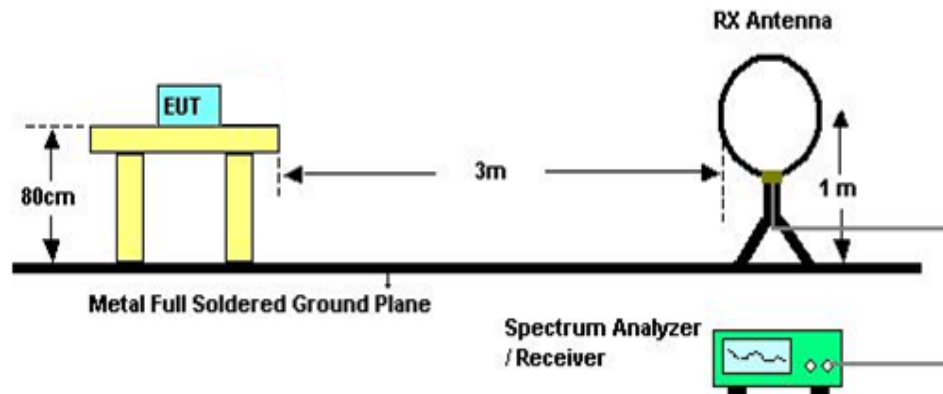 RX Antenna
EUT
3m
80cm
1 m
Metal Full Soldered Ground Plane
Spectrum Analyzer
/ Receiver